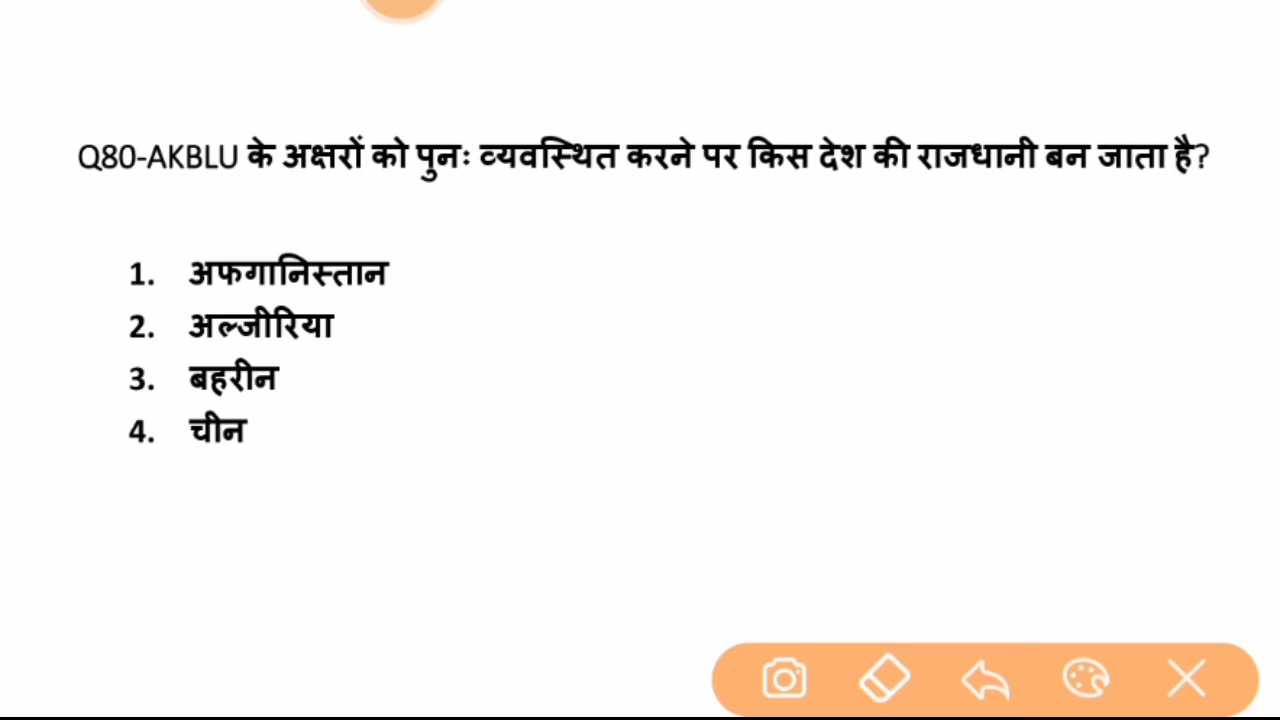 Q80-AKBLU के अक्षरों को पुनः व्यवस्थित करने पर किस देश की राजधानी बन जाता है?
1. अफगानिस्तान
2. अल्जीरिया
3. बहरीन
4. चीन